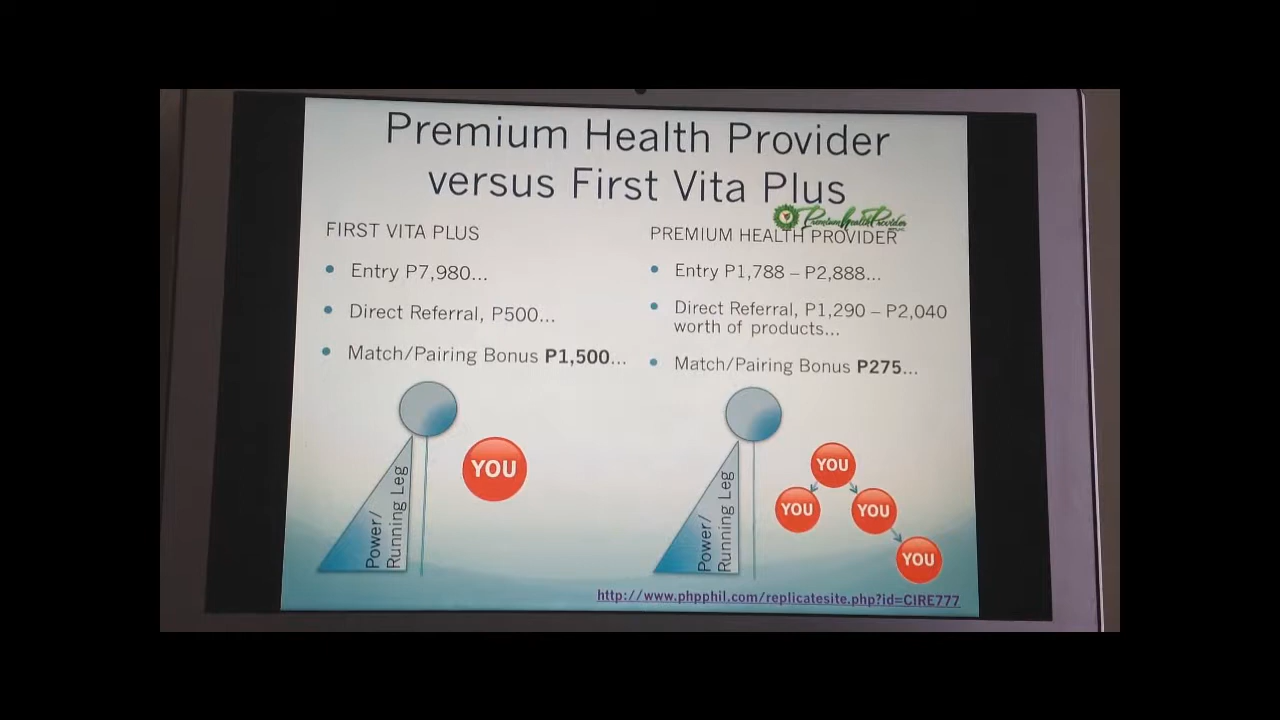 Premium Health Provider
versus First Vita Plus
PremiumHealthProvider
FIRST VITA PLUS
Entry P7,980...
Direct Referral, P500...
Match/Pairing Bonus P1,500...
Power/
Running Leg
YOU
PREMIUM HEALTH PROVIDER
Entry P1,788 – P2,888...
Direct Referral, P1,290 – P2,040
worth of products...
Match/Pairing Bonus P275...
Power/
Running Leg
YOU
YOU
YOU
YOU
http://www.phpphil.com/replicatesite.php?id=CIRE777